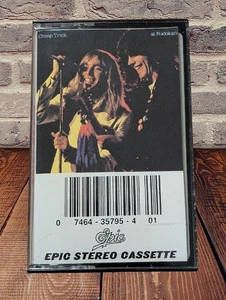 Cheap Trick at Budokan
0 7464-35795-4 01
Epic
EPIC STEREO CASSETTE